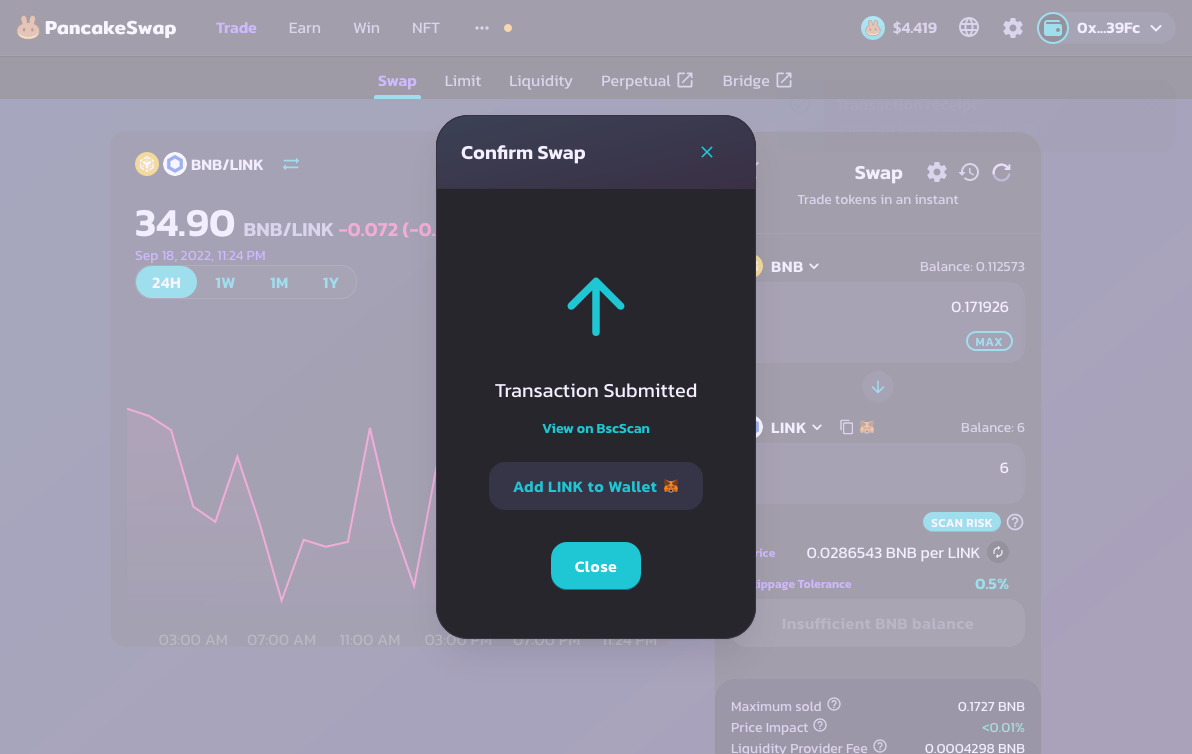 PancakeSwap
Trade
Earn
Win
NFT
$4.419
0x...39Fc
Swap
Limit
Liquidity
Perpetual
Bridge
Transaction receipt
BNB/LINK
34.90 BNB/LINK -0.072 (-0.
Sep 18, 2022, 11:24 PM
24H
1W
1M
1Y
03:00 AM
07:00 AM
11:00 AM
03:00 PM
07:00 PM
11:24 PM
Confirm Swap
Transaction Submitted
View on BscScan
Add LINK to Wallet
Close
Swap
Trade tokens in an instant
BNB
Balance: 0.112573
0.171926
MAX
LINK
Balance: 6
6
SCAN RISK
rice
0.0286543 BNB per LINK
ippage Tolerance
0.5%
Insufficient BNB balance
Maximum sold
0.1727 BNB
Price Impact
<0.01%
Liquidity Provider Fee
0.0004298 BNB